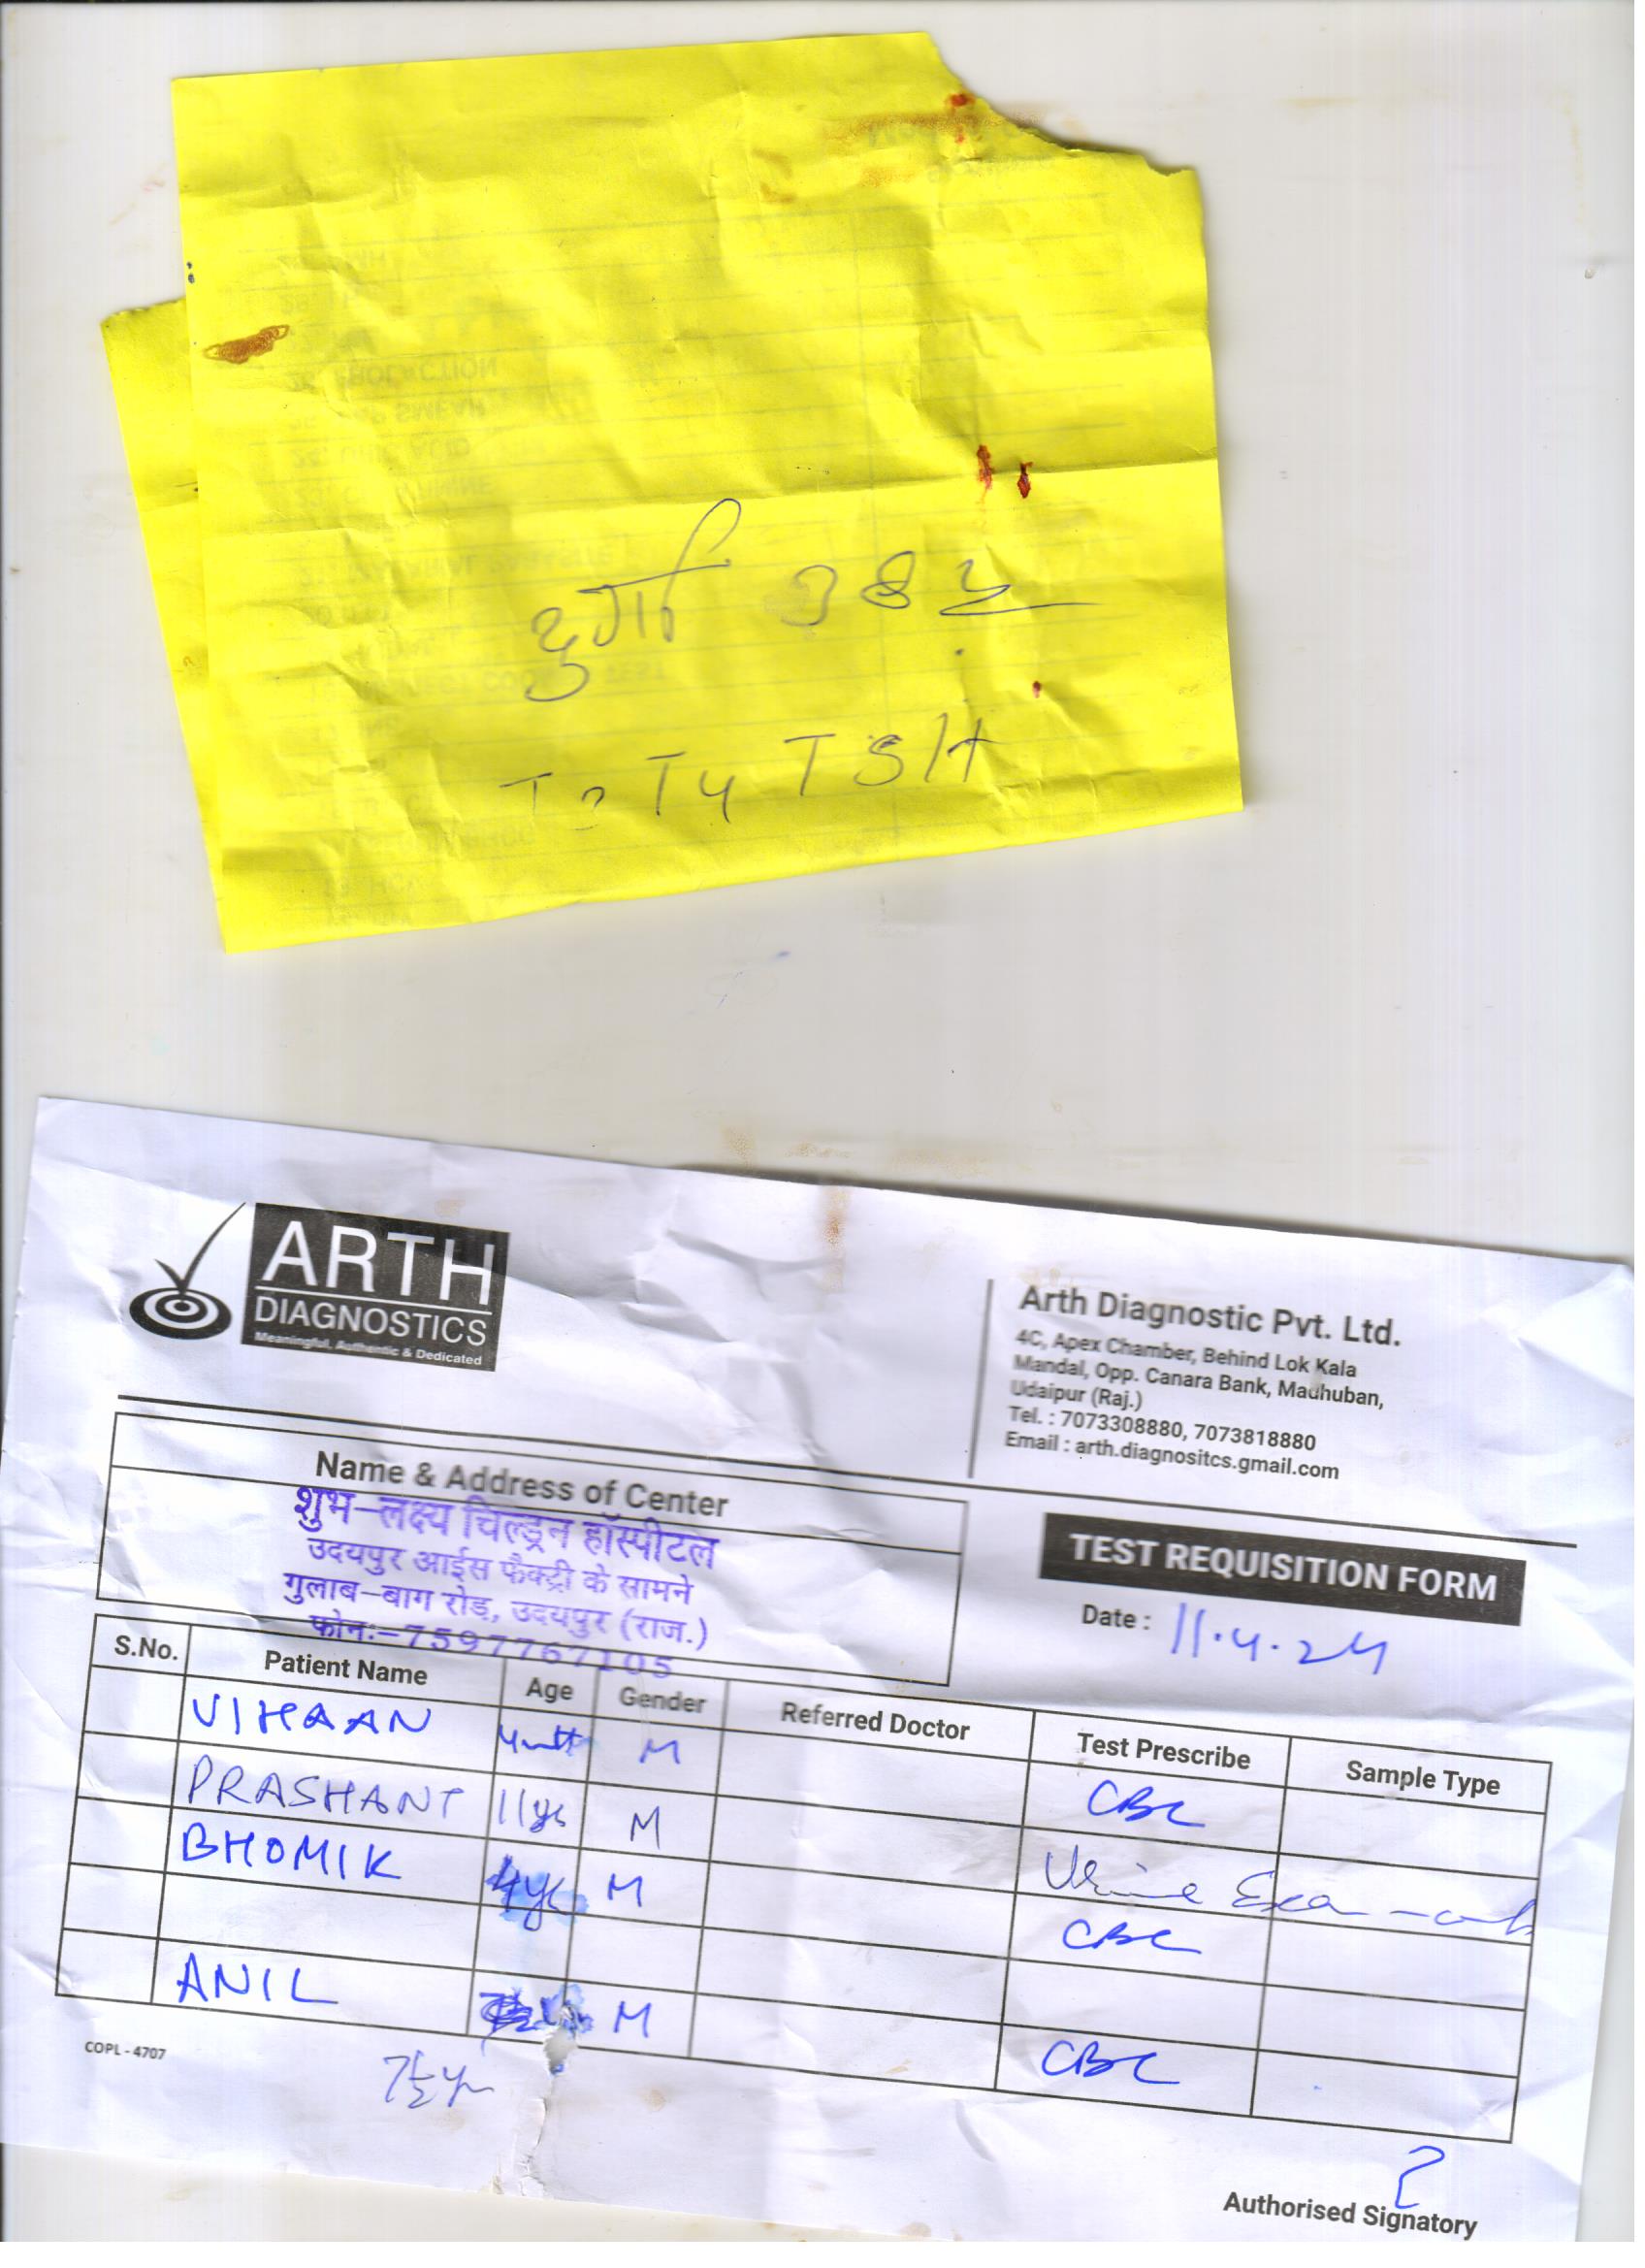 दुर्गा
T3 T4 TSH
ARTH
DIAGNOSTICS
Meaningful, Authentic & Dedicated
Arth Diagnostic Pvt. Ltd.
4C, Apex Chamber, Behind Lok Kala
Mandal, Opp. Canara Bank, Madhuban,
Udaipur (Raj.)
Tel. : 7073308880, 7073818880
Email : arth.diagnositcs.gmail.com
Name & Address of Center
शुभ-लक्ष्य चिल्ड्रन हॉस्पीटल
उदयपुर आईस फैक्ट्री के सामने
गुलाब-बाग रोड, उदयपुर (राज.)
फोनः-7597767105
TEST REQUISITION FORM
Date : 11.4.24
S.No. Patient Name Age Gender Referred Doctor Test Prescribe Sample Type
VIHAAN M CBC
PRASHANT 11yr M Urine
BHOMIK 4yr M CBC
ANIL M CBC
COPL - 4707
Authorised Signatory